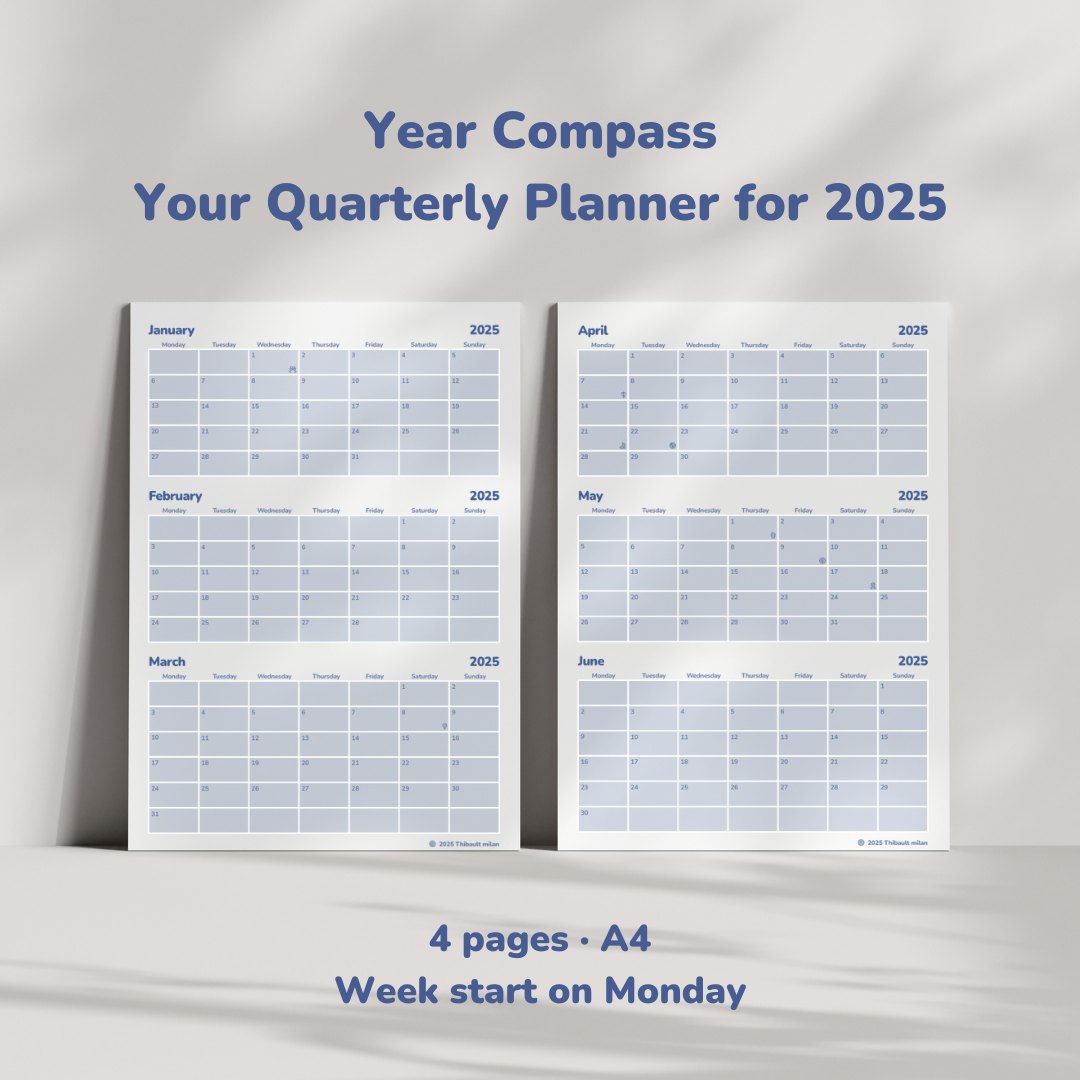 Year Compass
Your Quarterly Planner for 2025
January 2025
Monday Tuesday Wednesday Thursday Friday Saturday Sunday
1 2 3 4 5
6 7 8 9 10 11 12
13 14 15 16 17 18 19
20 21 22 23 24 25 26
27 28 29 30 31
February 2025
Monday Tuesday Wednesday Thursday Friday Saturday Sunday
1 2
3 4 5 6 7 8 9
10 11 12 13 14 15 16
17 18 19 20 21 22 23
24 25 26 27 28
March 2025
Monday Tuesday Wednesday Thursday Friday Saturday Sunday
1 2
3 4 5 6 7 8 9
10 11 12 13 14 15 16
17 18 19 20 21 22 23
24 25 26 27 28 29 30
31
2025 Thibault milan
April 2025
Monday Tuesday Wednesday Thursday Friday Saturday Sunday
1 2 3 4 5 6
7 8 9 10 11 12 13
14 15 16 17 18 19 20
21 22 23 24 25 26 27
28 29 30
May 2025
Monday Tuesday Wednesday Thursday Friday Saturday Sunday
1 2 3 4
5 6 7 8 9 10 11
12 13 14 15 16 17 18
19 20 21 22 23 24 25
26 27 28 29 30 31
June 2025
Monday Tuesday Wednesday Thursday Friday Saturday Sunday
1
2 3 4 5 6 7 8
9 10 11 12 13 14 15
16 17 18 19 20 21 22
23 24 25 26 27 28 29
30
2025 Thibault milan
4 pages · A4
Week start on Monday